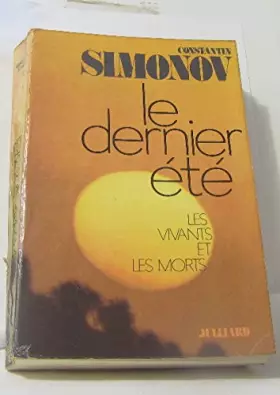 CONSTANTIN
SIMONOV
le
dernier
été
LES
VIVANTS
ET
LES MORTS
JULLIARD